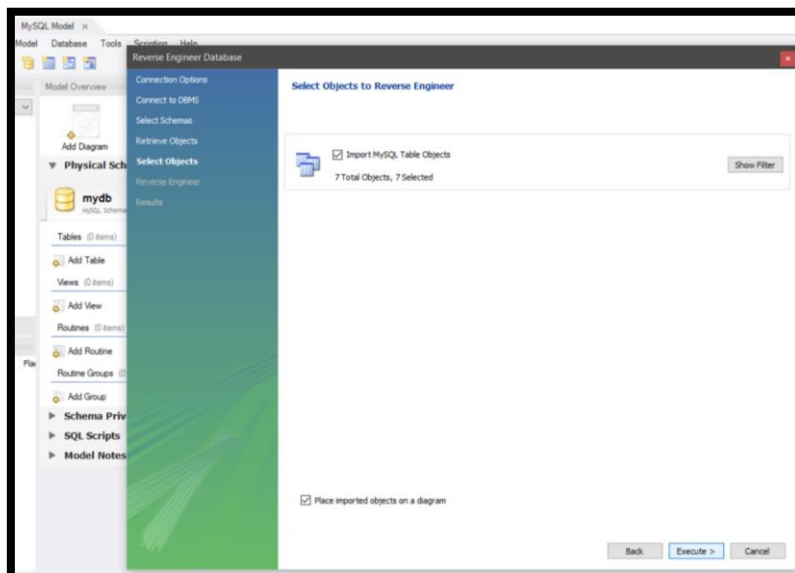 MySQL Model ×
Model Database Tools Scripting Help
Reverse Engineer Database
Model Overview
Add Diagram
Physical Sch
mydb
MySQL Schema
Tables (0 items)
Add Table
Views (0 items)
Add View
Routines (0 items)
Add Routine
Routine Groups (0
Add Group
Schema Priv
SQL Scripts
Model Notes
Connection Options
Connect to DBMS
Select Schemas
Retrieve Objects
Select Objects
Reverse Engineer
Results
Select Objects to Reverse Engineer
Import MySQL Table Objects
7 Total Objects, 7 Selected
Show Filter
Place imported objects on a diagram
Back
Execute >
Cancel